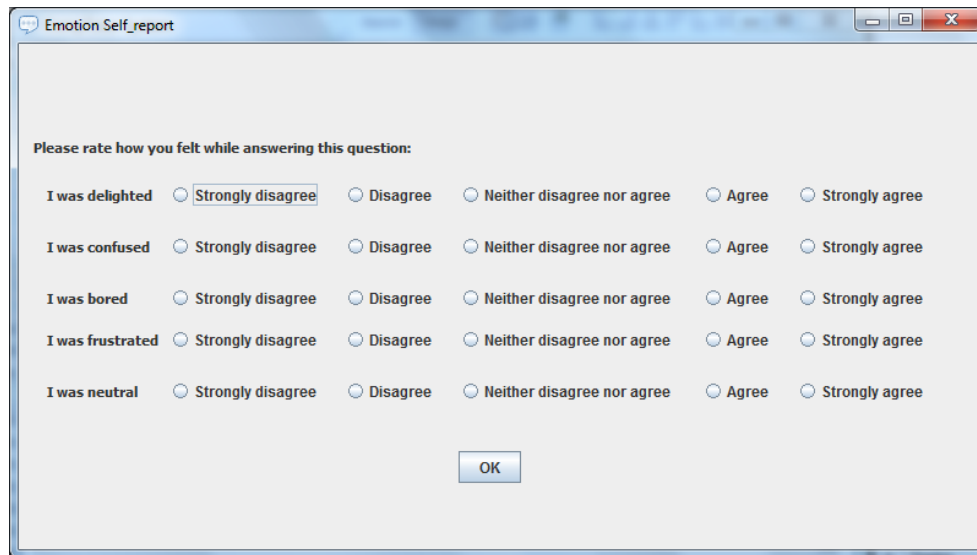 Emotion Self_report
Please rate how you felt while answering this question:
I was delighted Strongly disagree Disagree Neither disagree nor agree Agree Strongly agree
I was confused Strongly disagree Disagree Neither disagree nor agree Agree Strongly agree
I was bored Strongly disagree Disagree Neither disagree nor agree Agree Strongly agree
I was frustrated Strongly disagree Disagree Neither disagree nor agree Agree Strongly agree
I was neutral Strongly disagree Disagree Neither disagree nor agree Agree Strongly agree
OK